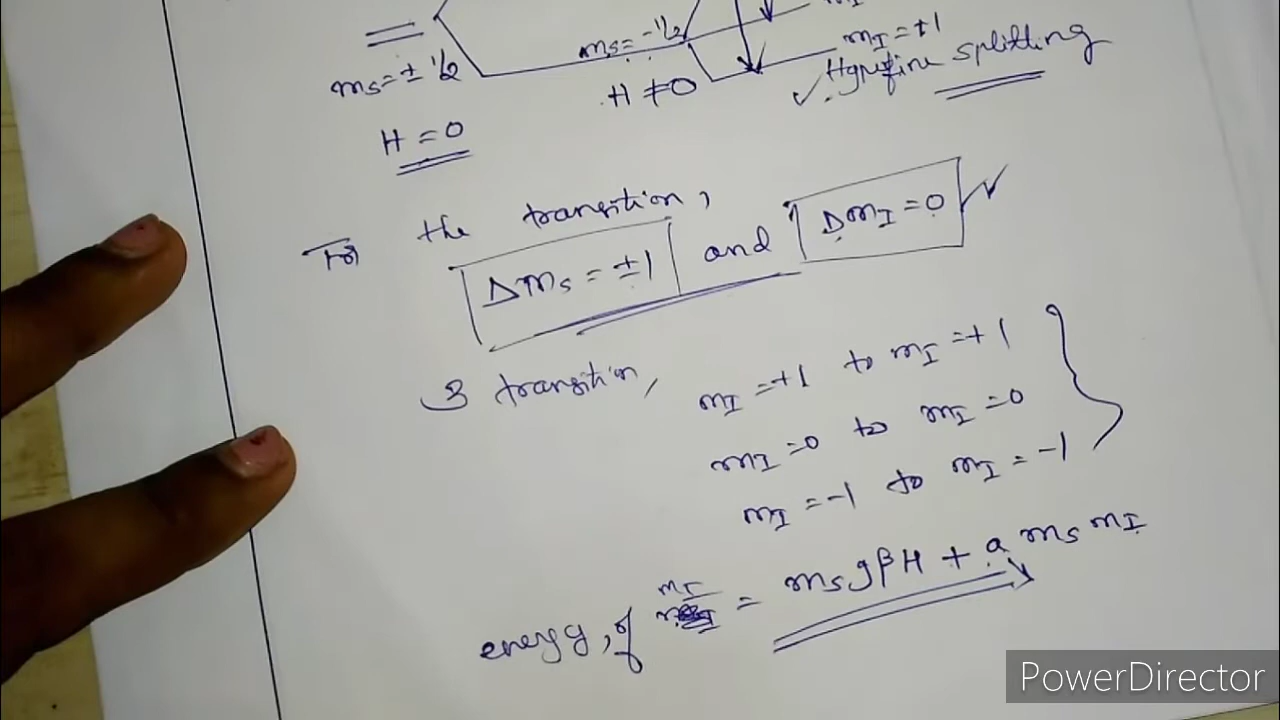 ms = -1/2
mI = +1
ms = ± 1/2
H ≠ 0
✓ Hyperfine splitting
H = 0
For the transition,
Δms = ±1 and ΔmI = 0 ✓
3 transition,
mI = +1 to mI = +1
mI = 0 to mI = 0
mI = -1 to mI = -1
energy, of mI = ms gβH + a ms mI
PowerDirector